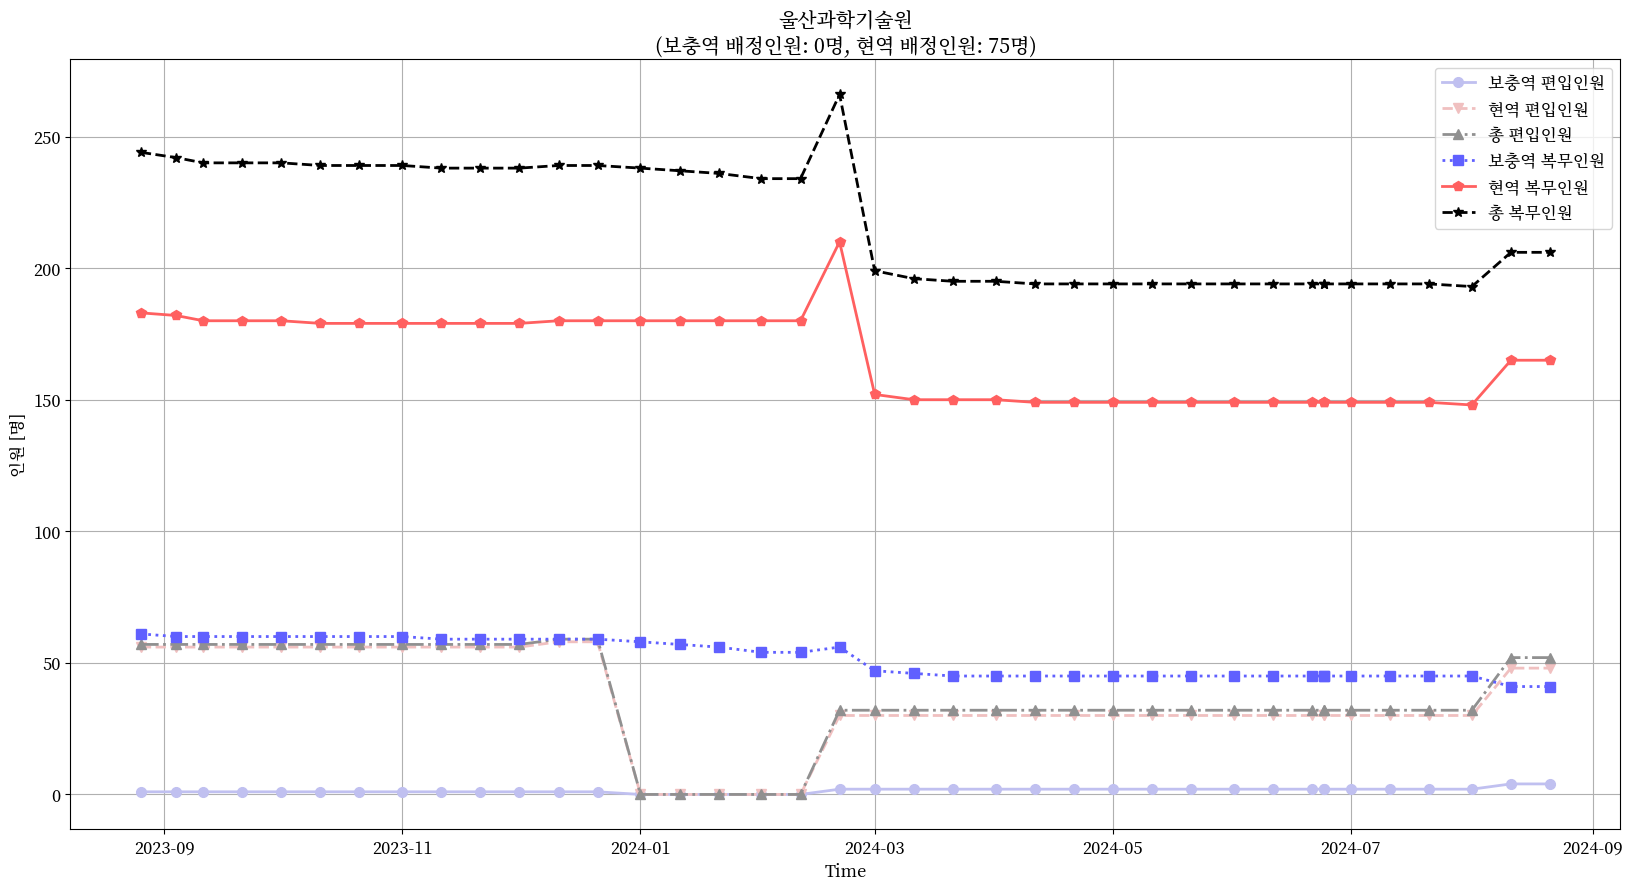 울산과학기술원
(보충역 배정인원: 0명, 현역 배정인원: 75명)
보충역 편입인원
현역 편입인원
총 편입인원
보충역 복무인원
현역 복무인원
총 복무인원
인원 [명]
250
200
150
100
50
0
2023-09 2023-11 2024-01 2024-03 2024-05 2024-07 2024-09
Time